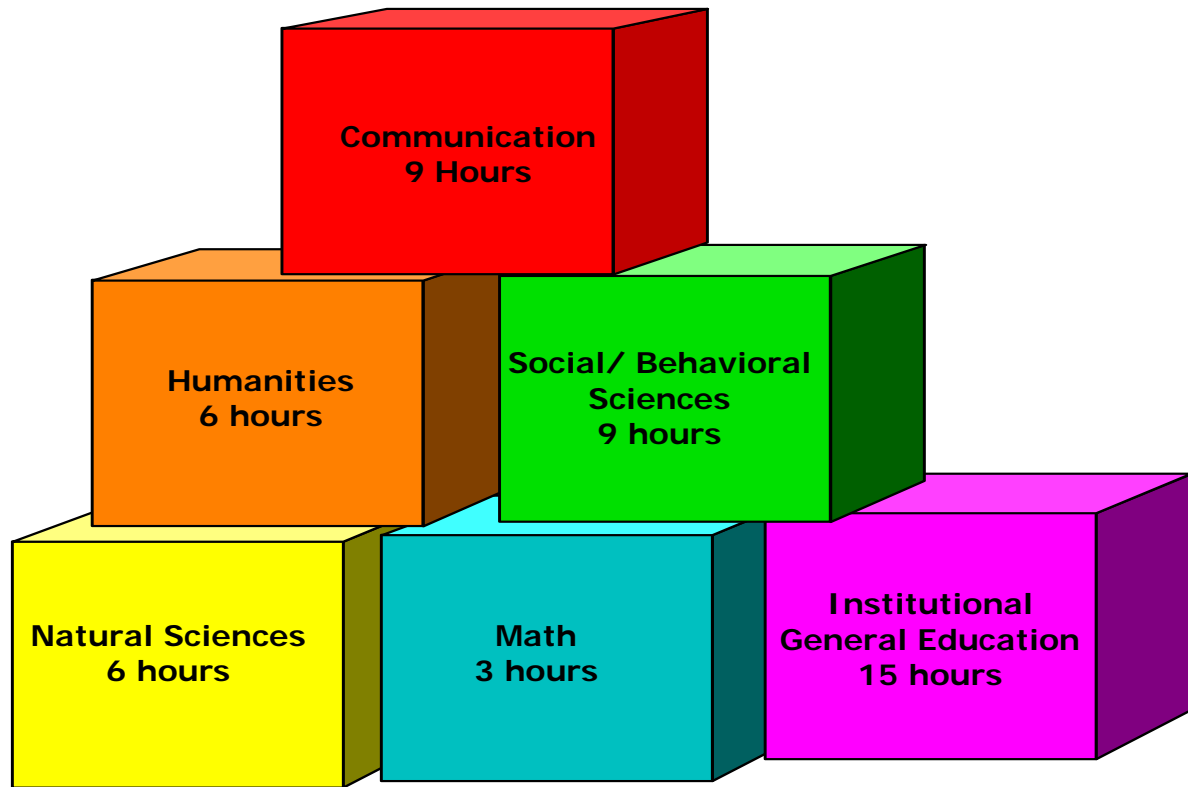 Communication
9 Hours
Humanities
6 hours
Social/ Behavioral
Sciences
9 hours
Natural Sciences
6 hours
Math
3 hours
Institutional
General Education
15 hours